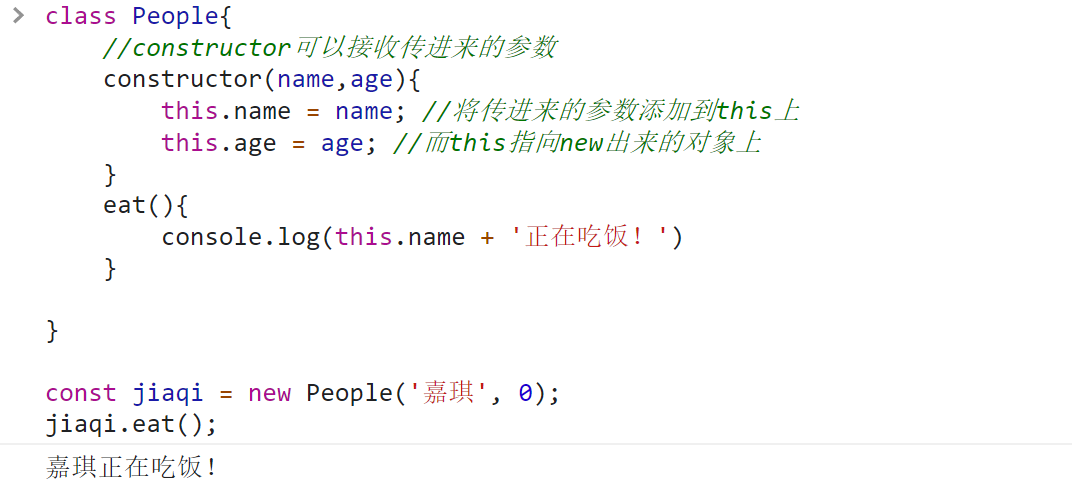 class People{
    //constructor可以接收传进来的参数
    constructor(name,age){
        this.name = name; //将传进来的参数添加到this上
        this.age = age; //而this指向new出来的对象上
    }
    eat(){
        console.log(this.name + '正在吃饭！')
    }
}
const jiaqi = new People('嘉琪', 0);
jiaqi.eat();
嘉琪正在吃饭！